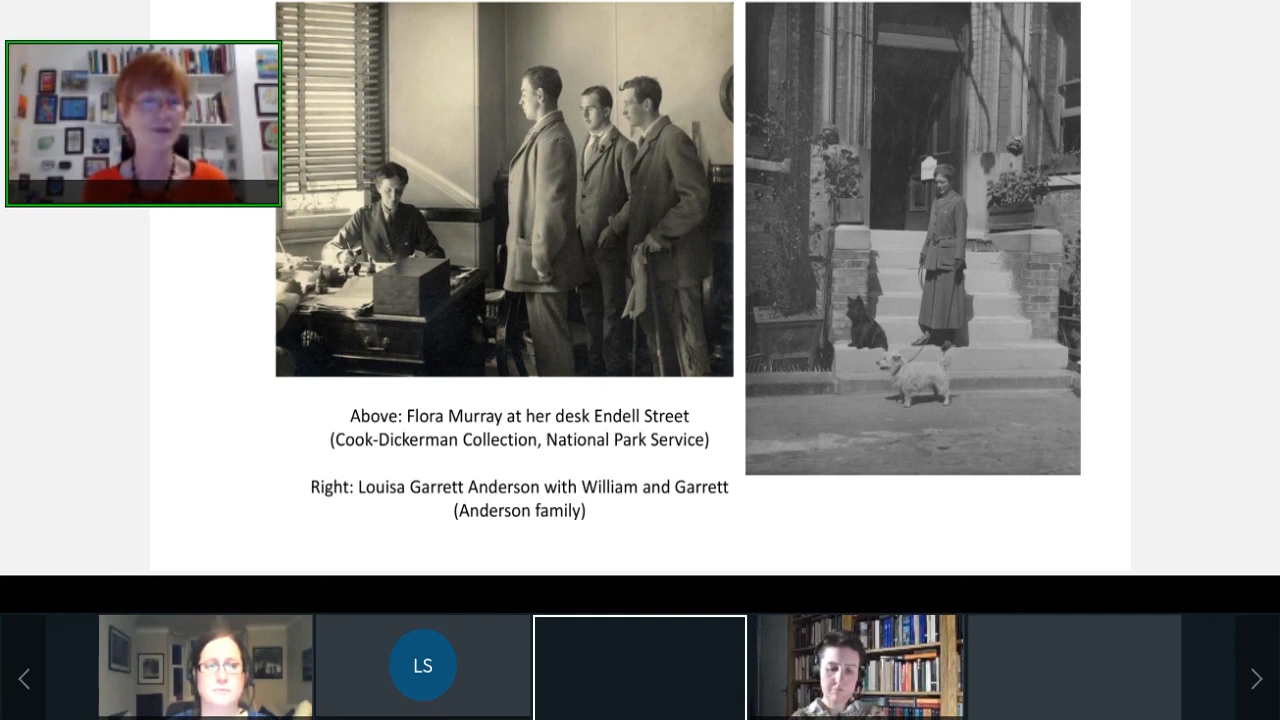 Above: Flora Murray at her desk Endell Street
(Cook-Dickerman Collection, National Park Service)
Right: Louisa Garrett Anderson with William and Garrett
(Anderson family)
LS